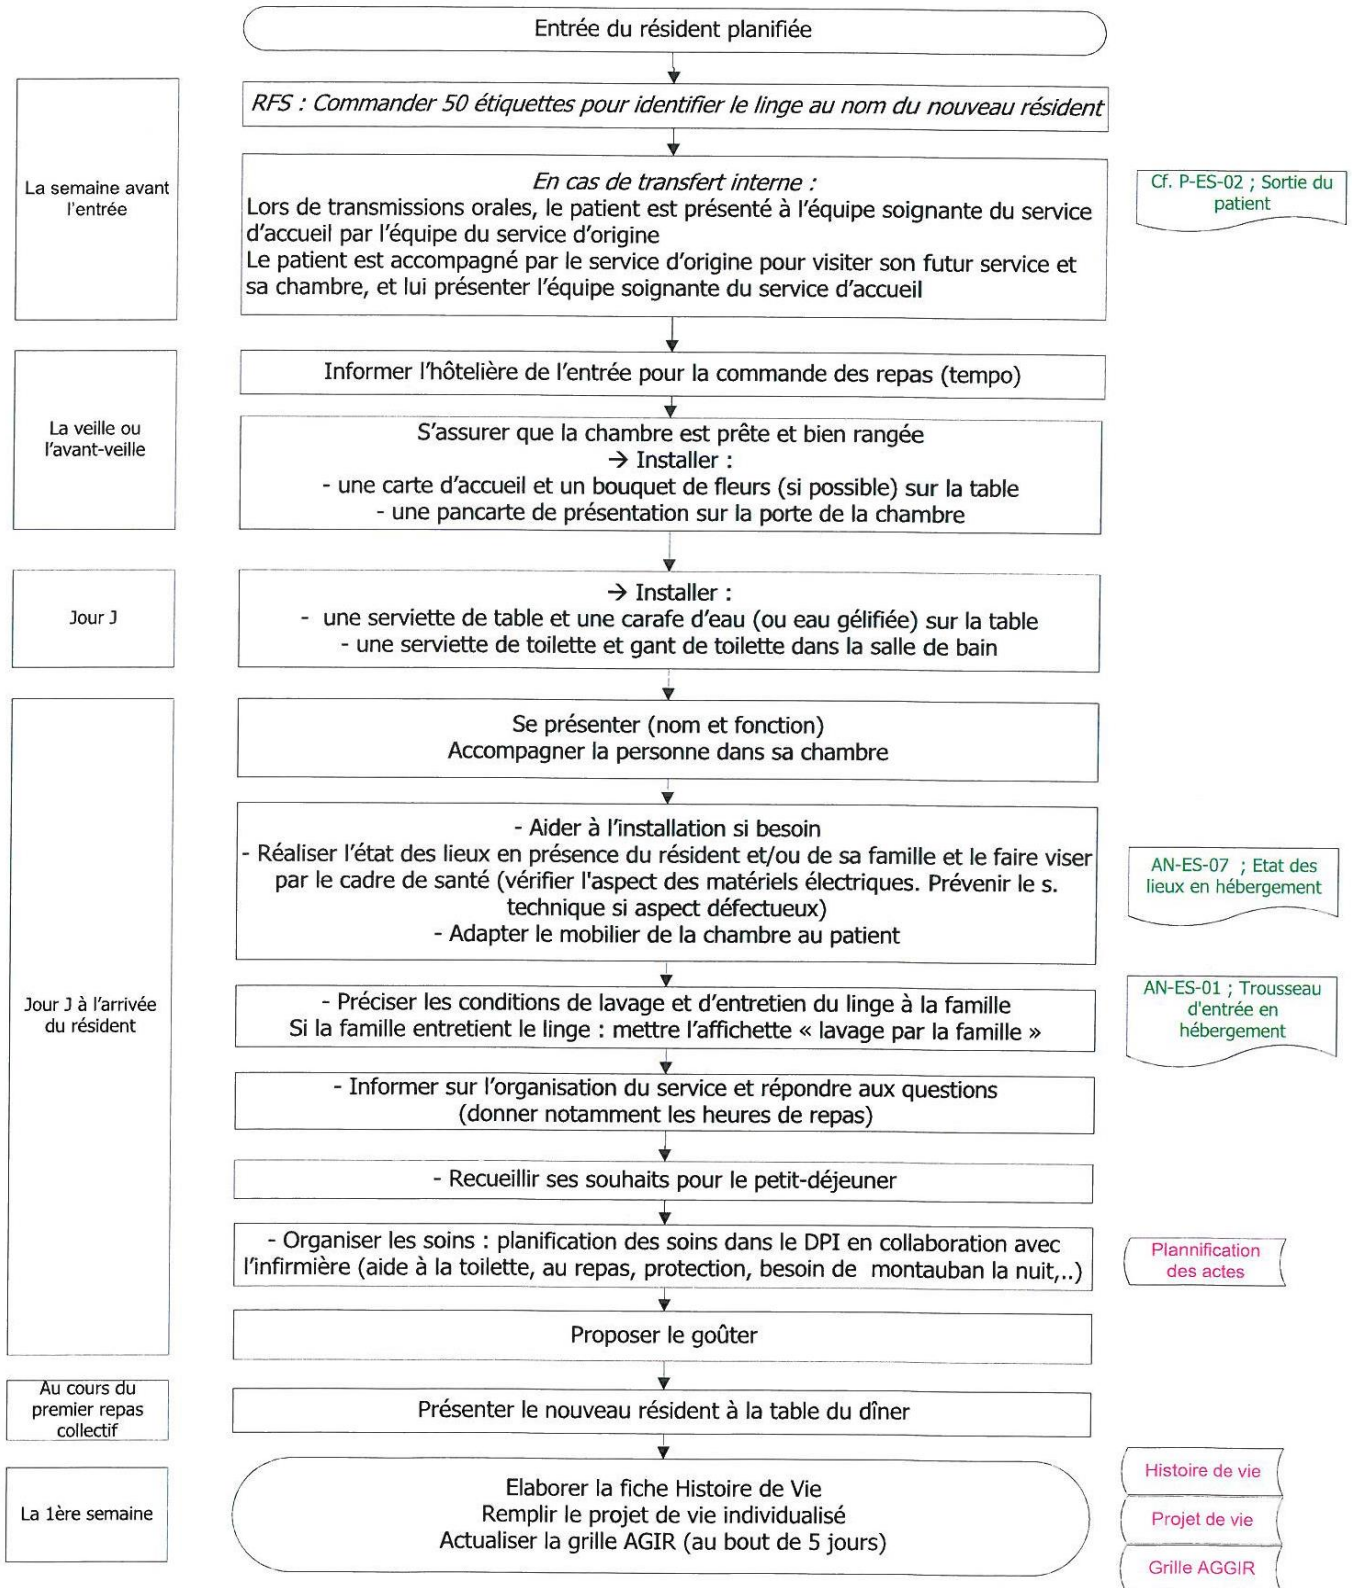 Entrée du résident planifiée
La semaine avant
l'entrée
RFS : Commander 50 étiquettes pour identifier le linge au nom du nouveau résident
En cas de transfert interne :
Lors de transmissions orales, le patient est présenté à l'équipe soignante du service
d'accueil par l'équipe du service d'origine
Le patient est accompagné par le service d'origine pour visiter son futur service et
sa chambre, et lui présenter l'équipe soignante du service d'accueil
Cf. P-ES-02 ; Sortie du
patient
La veille ou
l'avant-veille
Informer l'hôtelière de l'entrée pour la commande des repas (tempo)
S'assurer que la chambre est prête et bien rangée
→ Installer :
- une carte d'accueil et un bouquet de fleurs (si possible) sur la table
- une pancarte de présentation sur la porte de la chambre
Jour J
→ Installer :
- une serviette de table et une carafe d'eau (ou eau gélifiée) sur la table
- une serviette de toilette et gant de toilette dans la salle de bain
Jour J à l'arrivée
du résident
Se présenter (nom et fonction)
Accompagner la personne dans sa chambre
- Aider à l'installation si besoin
- Réaliser l'état des lieux en présence du résident et/ou de sa famille et le faire viser
par le cadre de santé (vérifier l'aspect des matériels électriques. Prévenir le s.
technique si aspect défectueux)
- Adapter le mobilier de la chambre au patient
AN-ES-07 ; Etat des
lieux en hébergement
- Préciser les conditions de lavage et d'entretien du linge à la famille
Si la famille entretient le linge : mettre l'affichette « lavage par la famille »
AN-ES-01 ; Trousseau
d'entrée en
hébergement
- Informer sur l'organisation du service et répondre aux questions
(donner notamment les heures de repas)
- Recueillir ses souhaits pour le petit-déjeuner
- Organiser les soins : planification des soins dans le DPI en collaboration avec
l'infirmière (aide à la toilette, au repas, protection, besoin de montauban la nuit,..)
Plannification
des actes
Proposer le goûter
Au cours du
premier repas
collectif
Présenter le nouveau résident à la table du dîner
La 1ère semaine
Elaborer la fiche Histoire de Vie
Remplir le projet de vie individualisé
Actualiser la grille AGIR (au bout de 5 jours)
Histoire de vie
Projet de vie
Grille AGGIR